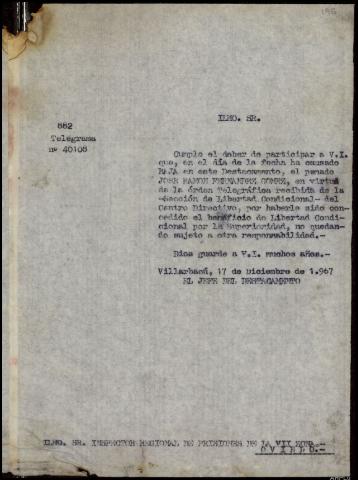 ILMO. SR.
882
Telegrama
nº 40108
Cumplo el deber de participar a V.I.
que, en el día de la fecha ha causado
BAJA en este Destacamento, el penado
JOSE RAMON FERNANDEZ GOMEZ, en virtud
de la órden Telegráfica recibida de la
-Sección de Libertad Condicional- del
Centro Directivo, por haberle sido con-
cedido el beneficio de Libertad Condi-
cional por la Superioridad, no quedan-
do sujeto a otra responsabilidad.-
Dios guarde a V.I. muchos años.-
Villarbacú, 17 de Diciembre de 1.967
EL JEFE DEL DESTACAMENTO
ILMO. SR. INSPECTOR REGIONAL DE PRISIONES DE LA VII ZONA.-
OVIEDO.-